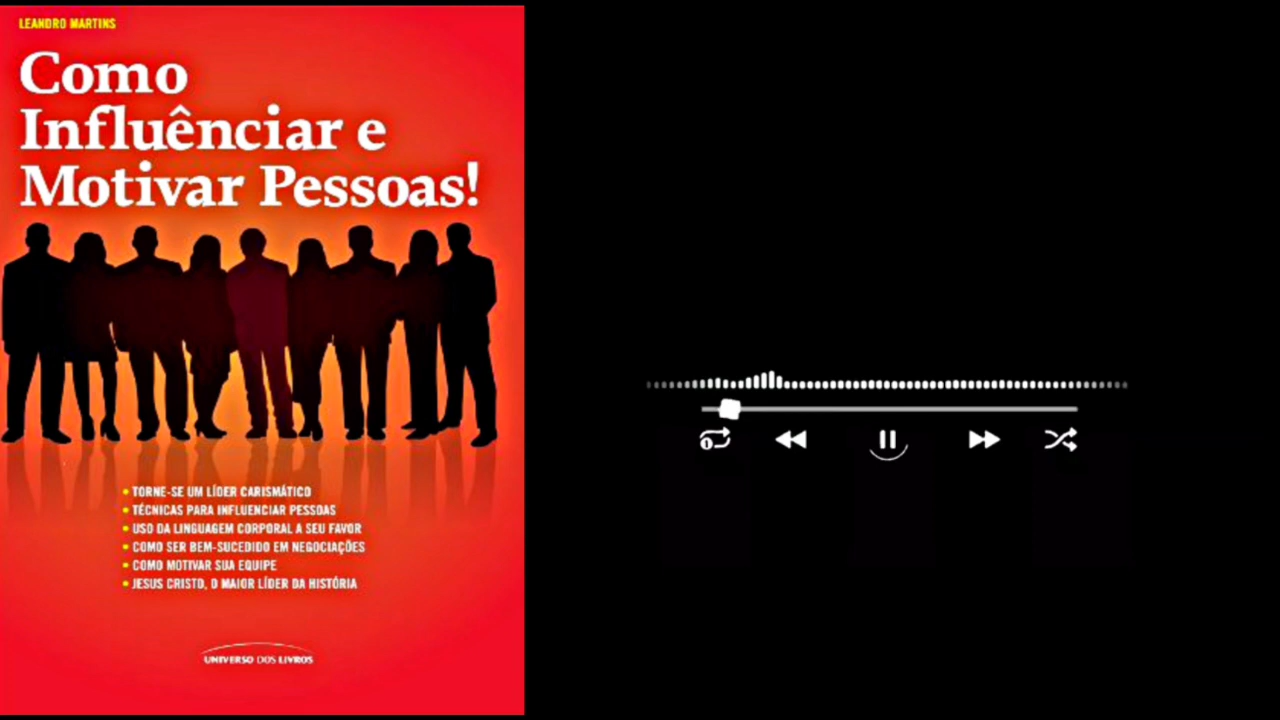 LEANDRO MARTINS
Como
Influênciar e
Motivar Pessoas!
• TORNE-SE UM LÍDER CARISMÁTICO
• TÉCNICAS PARA INFLUENCIAR PESSOAS
• USO DA LINGUAGEM CORPORAL A SEU FAVOR
• COMO SER BEM-SUCEDIDO EM NEGOCIAÇÕES
• COMO MOTIVAR SUA EQUIPE
• JESUS CRISTO, O MAIOR LÍDER DA HISTÓRIA
UNIVERSO DOS LIVROS
1